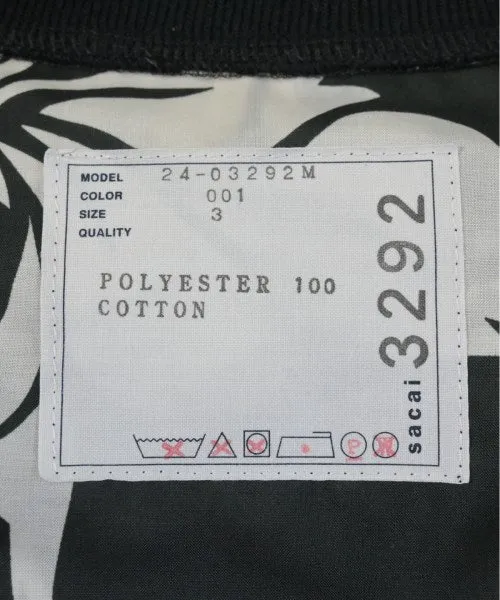 MODEL 24-03292M
COLOR 001
SIZE 3
QUALITY
POLYESTER 100
COTTON
P W
sacai 3292